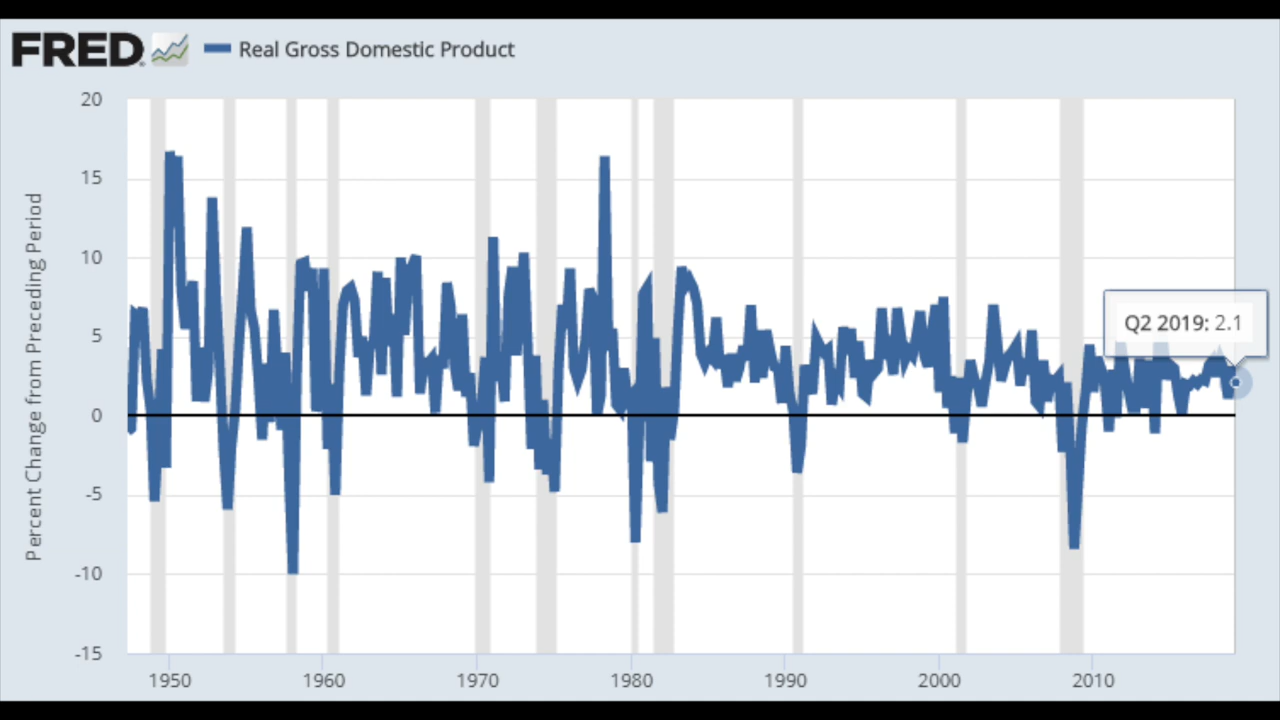 FRED
Real Gross Domestic Product
Percent Change from Preceding Period
20
15
10
5
0
-5
-10
-15
Q2 2019: 2.1
1950 1960 1970 1980 1990 2000 2010